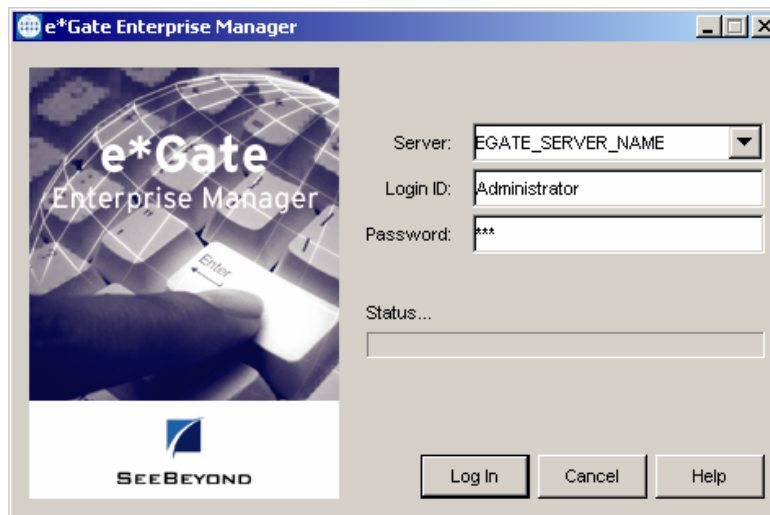 e*Gate Enterprise Manager
e*Gate
Enterprise Manager
Enter
SEEBEYOND
Server: EGATE_SERVER_NAME
Login ID: Administrator
Password: ***
Status...
Log In Cancel Help